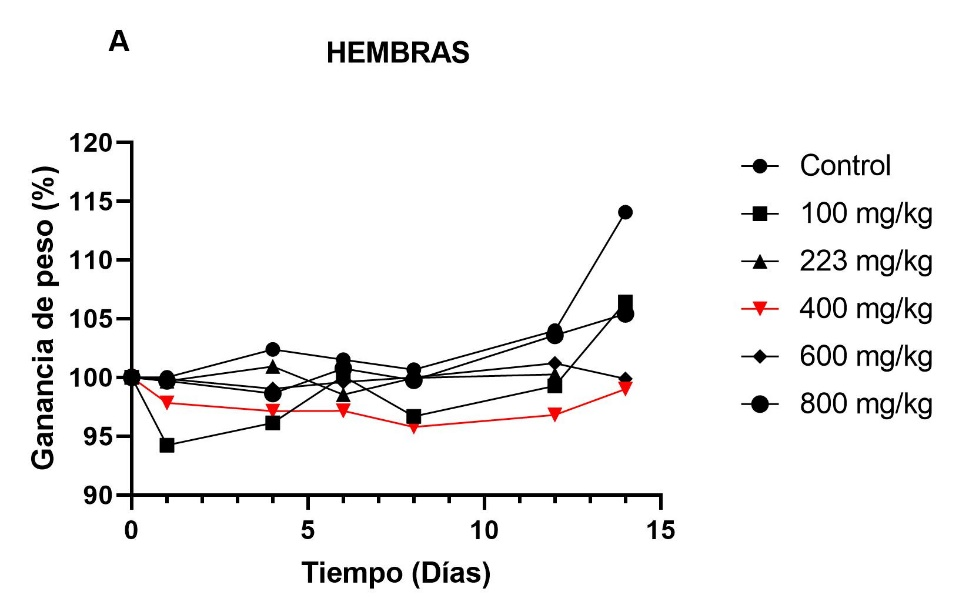 A
HEMBRAS
Ganancia de peso (%)
120
115
110
105
100
95
90
0
5
10
15
Tiempo (Días)
Control
100 mg/kg
223 mg/kg
400 mg/kg
600 mg/kg
800 mg/kg